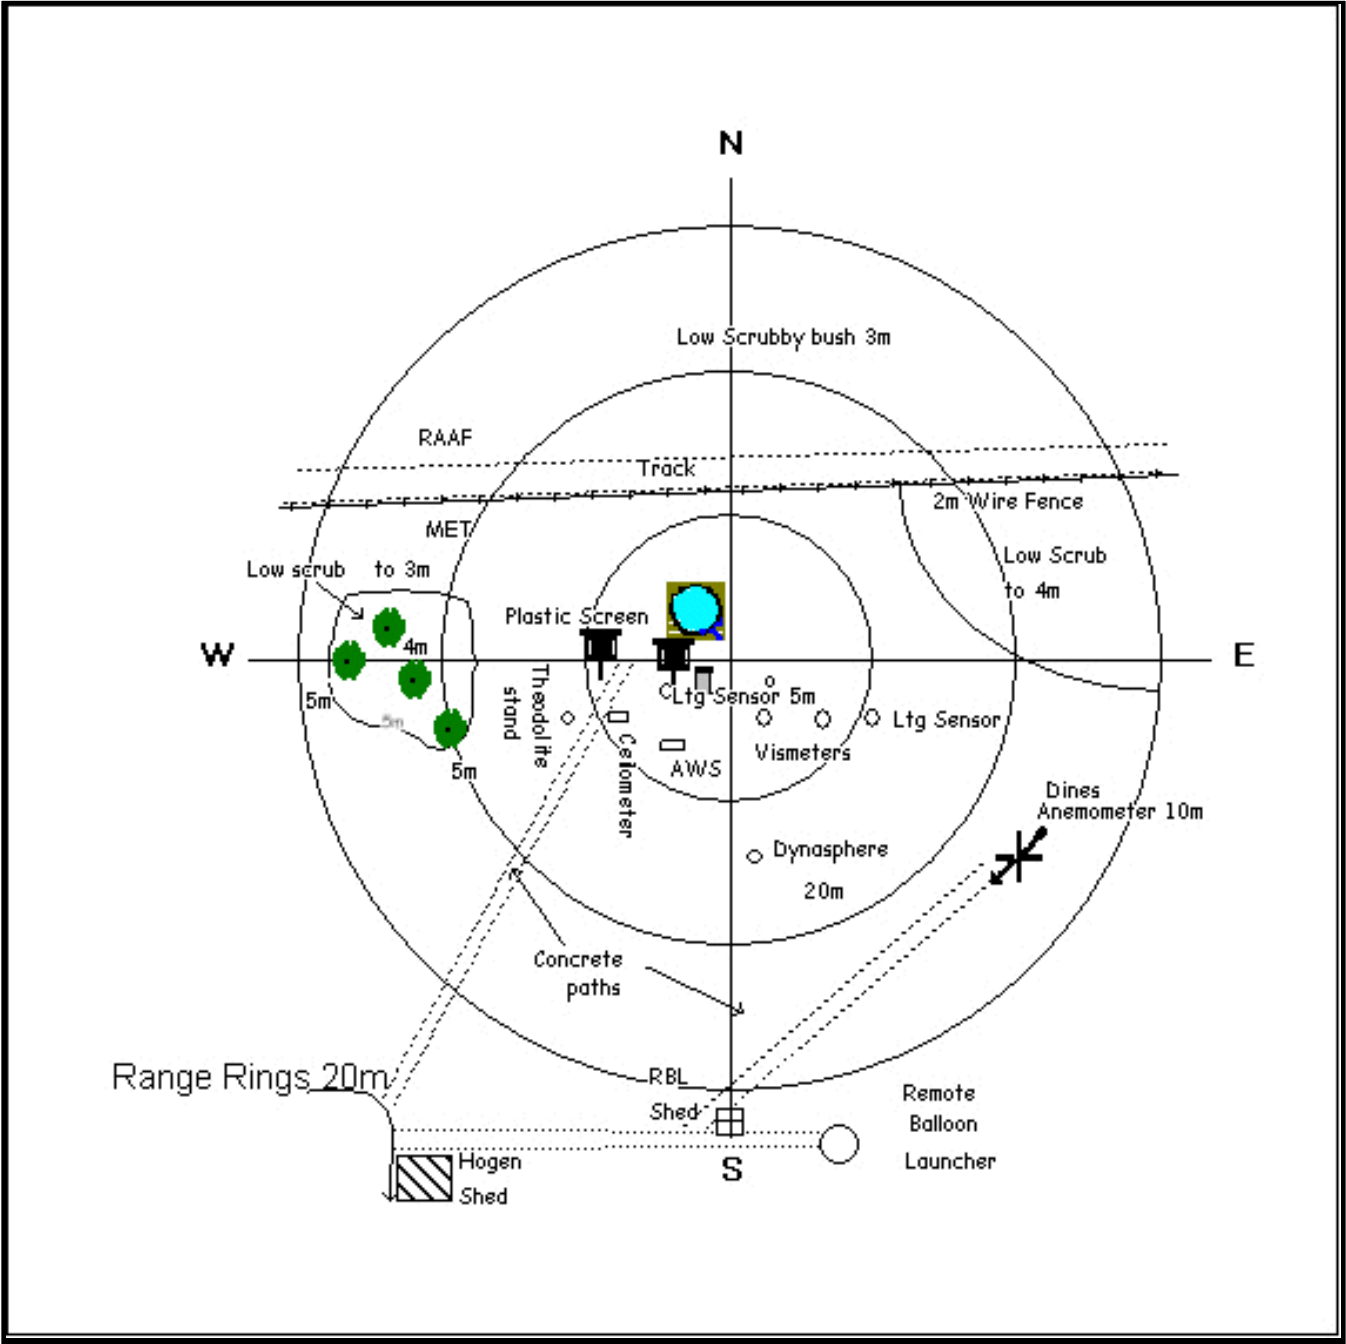 N
Low Scrubby bush 3m
RAAF
Track
2m Wire Fence
MET
Low scrub to 3m
Low Scrub
to 4m
Plastic Screen
4m
W
E
5m
5m
Theodolite
stand
Ltg Sensor 5m
Ltg Sensor
Vismeters
Ceiometer
AWS
5m
Dines
Anemometer 10m
Dynasphere
20m
Concrete
paths
Range Rings 20m
RBL
Shed
Remote
Balloon
Launcher
S
Hogen
Shed